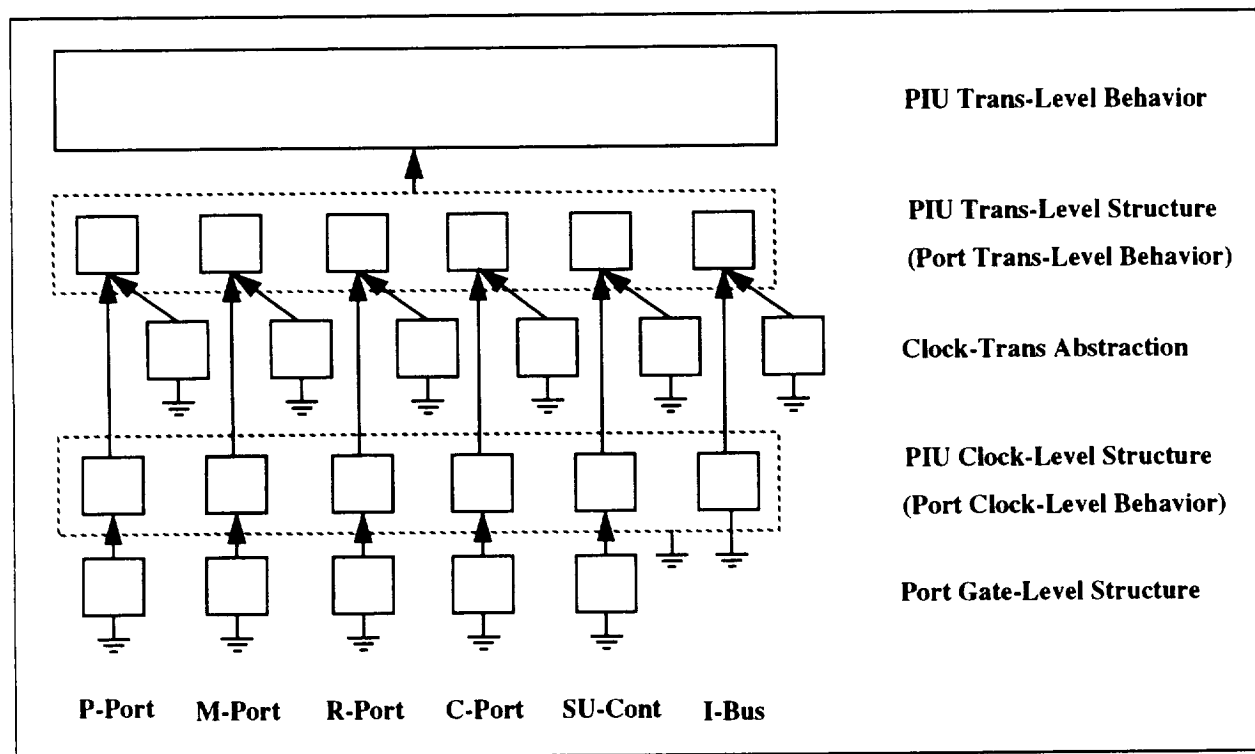 PIU Trans-Level Behavior
PIU Trans-Level Structure
(Port Trans-Level Behavior)
Clock-Trans Abstraction
PIU Clock-Level Structure
(Port Clock-Level Behavior)
Port Gate-Level Structure
P-Port M-Port R-Port C-Port SU-Cont I-Bus